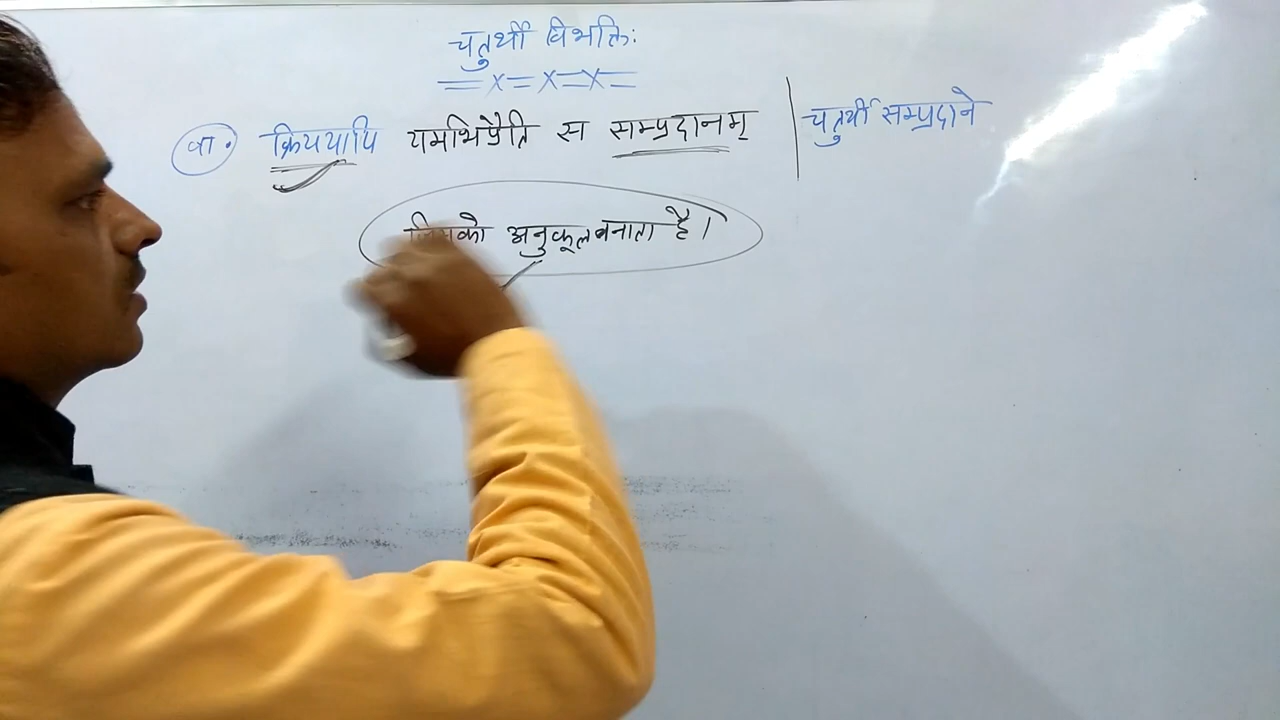 चतुर्थी विभक्तिः
= x = x = x =
वा. क्रिययापि यमभिप्रैति स सम्प्रदानम् | चतुर्थी सम्प्रदाने
अनुकूल बनाता है।